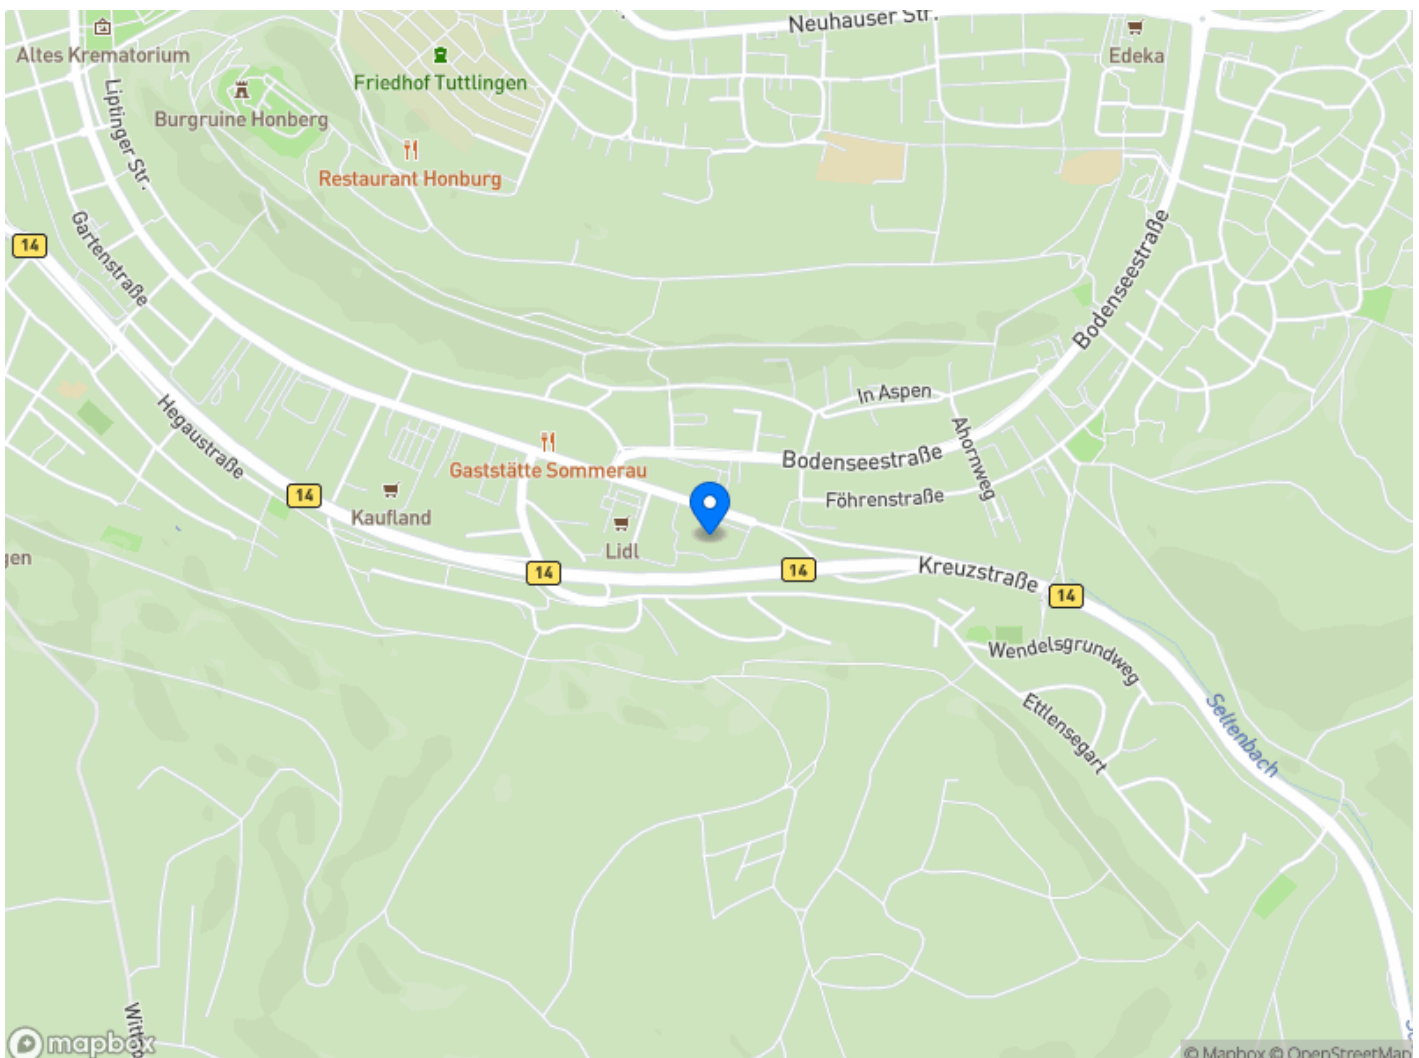 Neuhauser Str.
Altes Krematorium
Edeka
Friedhof Tuttlingen
Liptinger Str.
Burgruine Honberg
Restaurant Honburg
14
Gartenstraße
Bodenseestraße
In Aspen
Hegaustraße
Ahornweg
Gaststätte Sommerau
Bodenseestraße
14
Föhrenstraße
Kaufland
Lidl
gen
14
14
Kreuzstraße
14
Wendelsgrundweg
Ettlensegart
Seltenbach
mapbox
© Mapbox © OpenStreetMap